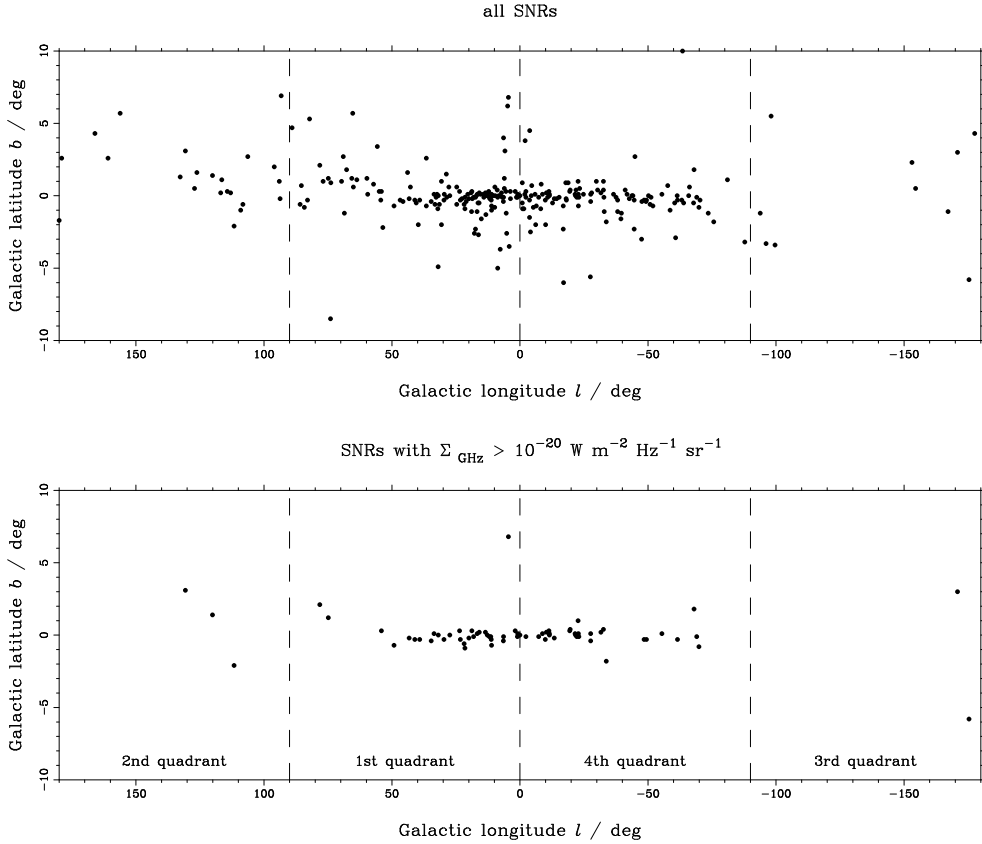 all SNRs
10
5
0
−5
−10
Galactic latitude b / deg
150 100 50 0 −50 −100 −150
Galactic longitude l / deg
SNRs with Σ GHz > 10−20 W m−2 Hz−1 sr−1
10
5
0
−5
−10
Galactic latitude b / deg
2nd quadrant 1st quadrant 4th quadrant 3rd quadrant
150 100 50 0 −50 −100 −150
Galactic longitude l / deg